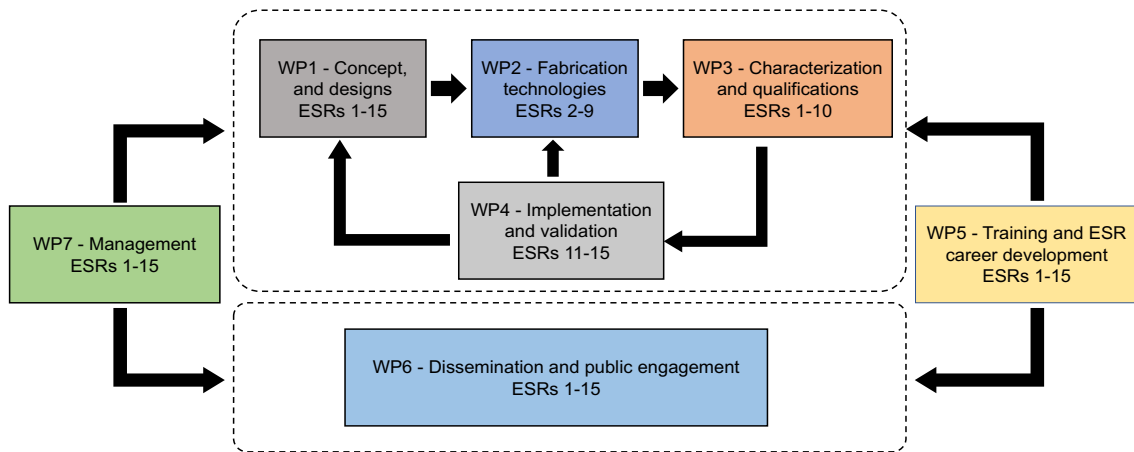 WP1 - Concept,
and designs
ESRs 1-15
WP2 - Fabrication
technologies
ESRs 2-9
WP3 - Characterization
and qualifications
ESRs 1-10
WP4 - Implementation
and validation
ESRs 11-15
WP7 - Management
ESRs 1-15
WP5 - Training and ESR
career development
ESRs 1-15
WP6 - Dissemination and public engagement
ESRs 1-15